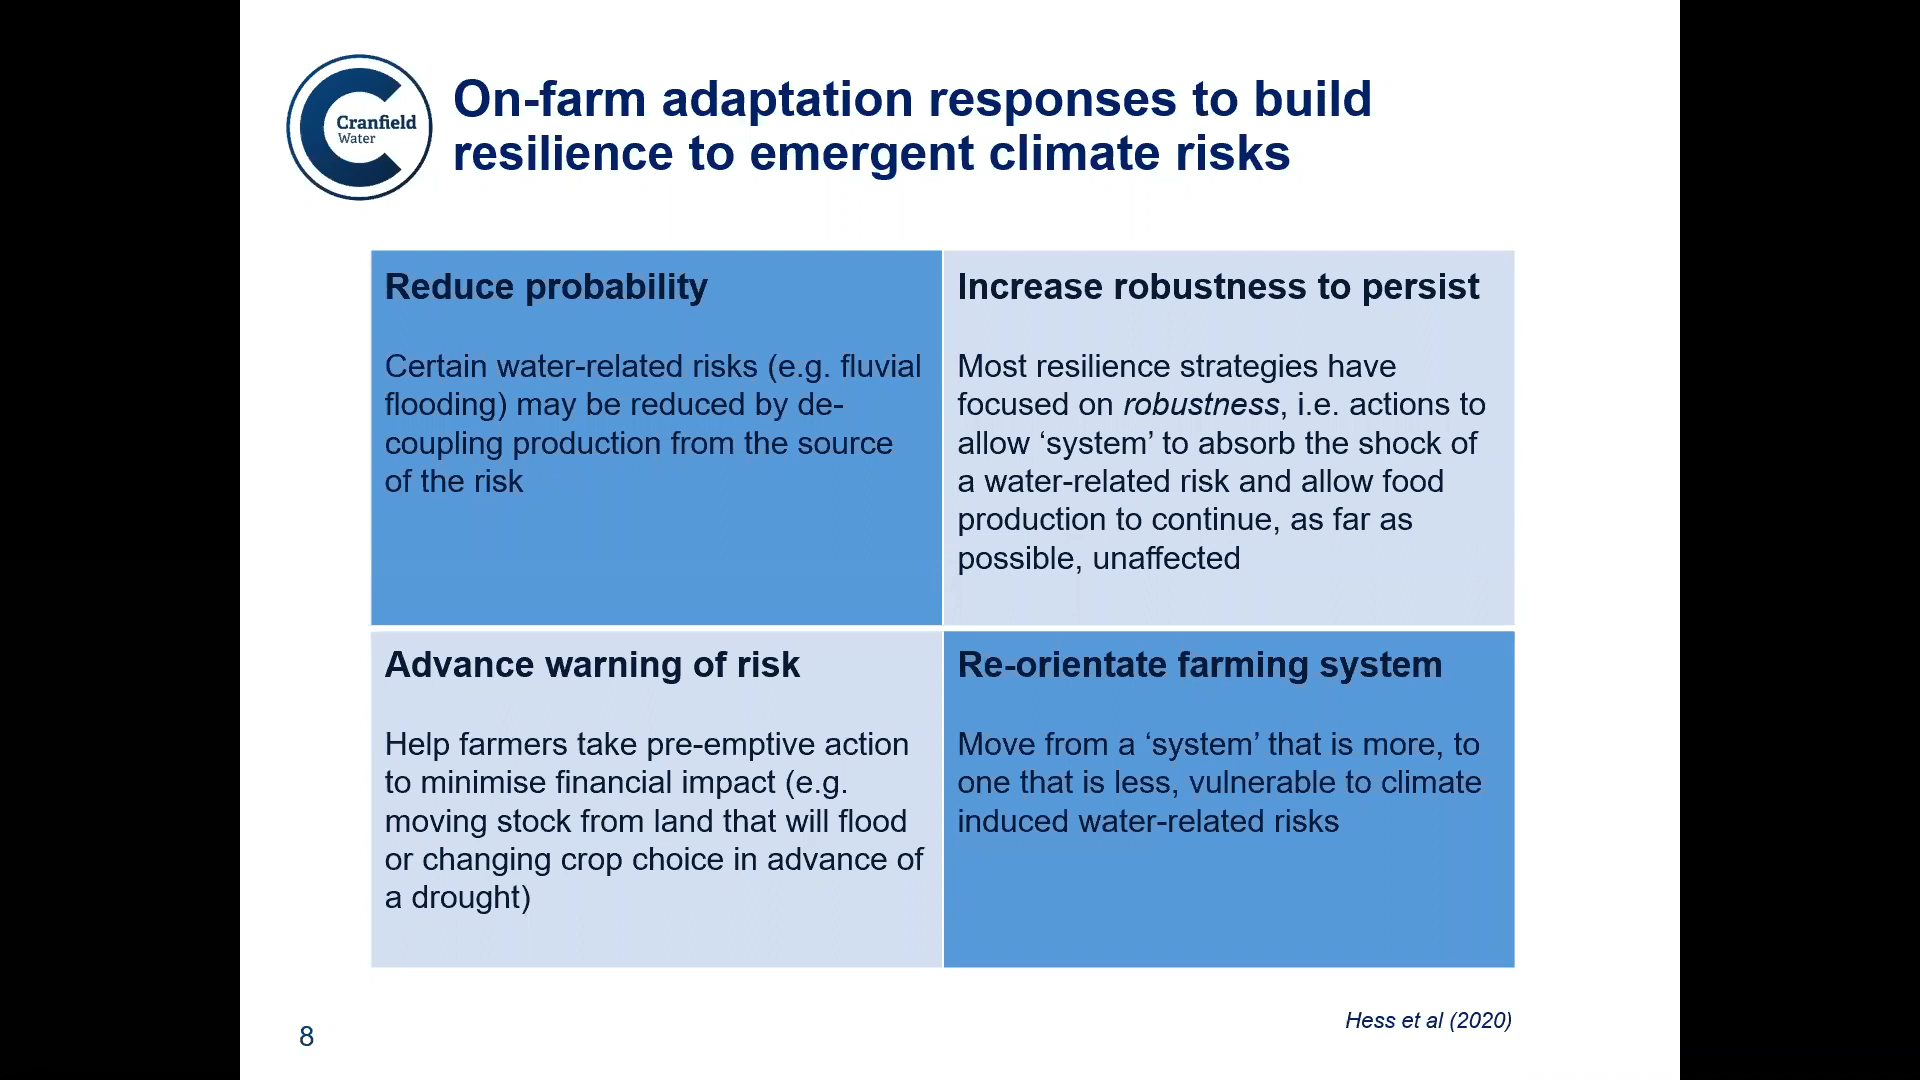 Cranfield
Water
On-farm adaptation responses to build
resilience to emergent climate risks
Reduce probability
Certain water-related risks (e.g. fluvial
flooding) may be reduced by de-
coupling production from the source
of the risk
Increase robustness to persist
Most resilience strategies have
focused on robustness, i.e. actions to
allow ‘system’ to absorb the shock of
a water-related risk and allow food
production to continue, as far as
possible, unaffected
Advance warning of risk
Help farmers take pre-emptive action
to minimise financial impact (e.g.
moving stock from land that will flood
or changing crop choice in advance of
a drought)
Re-orientate farming system
Move from a ‘system’ that is more, to
one that is less, vulnerable to climate
induced water-related risks
Hess et al (2020)
8